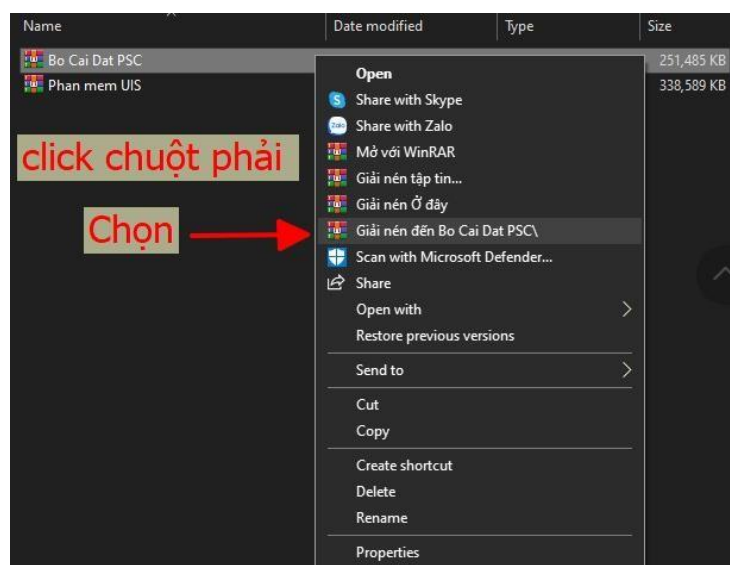 Name Date modified Type Size
Bo Cai Dat PSC 251,485 KB
Phan mem UIS 338,589 KB
click chuột phải
Chọn
Open
Share with Skype
Zalo Share with Zalo
Mở với WinRAR
Giải nén tập tin...
Giải nén Ở đây
Giải nén đến Bo Cai Dat PSC\
Scan with Microsoft Defender...
Share
Open with
Restore previous versions
Send to
Cut
Copy
Create shortcut
Delete
Rename
Properties